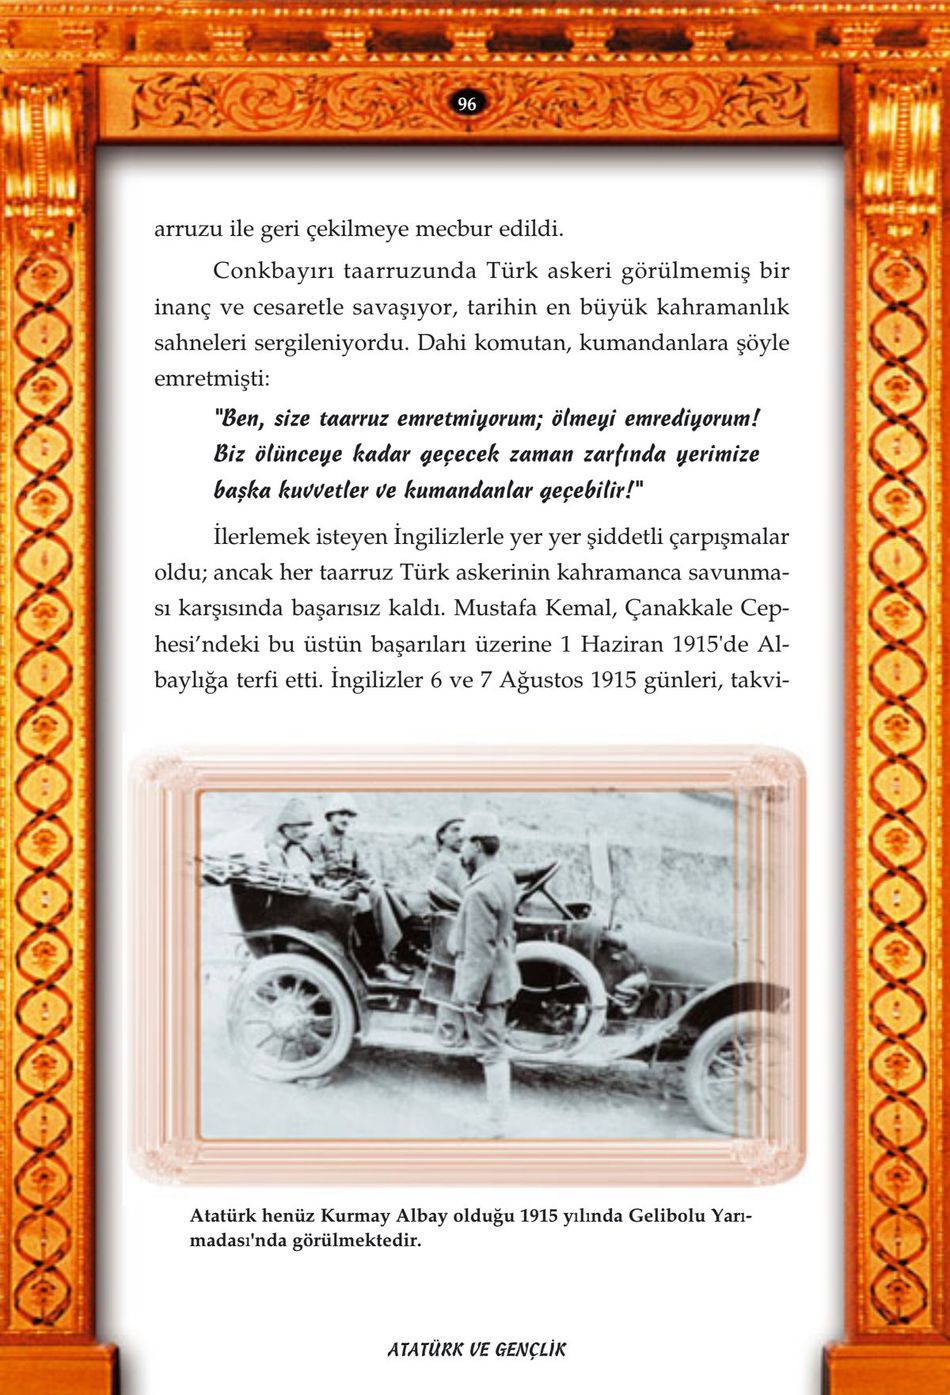 96
arruzu ile geri çekilmeye mecbur edildi.
Conkbayırı taarruzunda Türk askeri görülmemiş bir
inanç ve cesaretle savaşıyor, tarihin en büyük kahramanlık
sahneleri sergileniyordu. Dahi komutan, kumandanlara şöyle
emretmişti:
"Ben, size taarruz emretmiyorum; ölmeyi emrediyorum!
Biz ölünceye kadar geçecek zaman zarfında yerimize
başka kuvvetler ve kumandanlar geçebilir!"
İlerlemek isteyen İngilizlerle yer yer şiddetli çarpışmalar
oldu; ancak her taarruz Türk askerinin kahramanca savunma-
sı karşısında başarısız kaldı. Mustafa Kemal, Çanakkale Cep-
hesi’ndeki bu üstün başarıları üzerine 1 Haziran 1915'de Al-
baylığa terfi etti. İngilizler 6 ve 7 Ağustos 1915 günleri, takvi-
Atatürk henüz Kurmay Albay olduğu 1915 yılında Gelibolu Yarı-
madası'nda görülmektedir.
ATATÜRK VE GENÇLİK